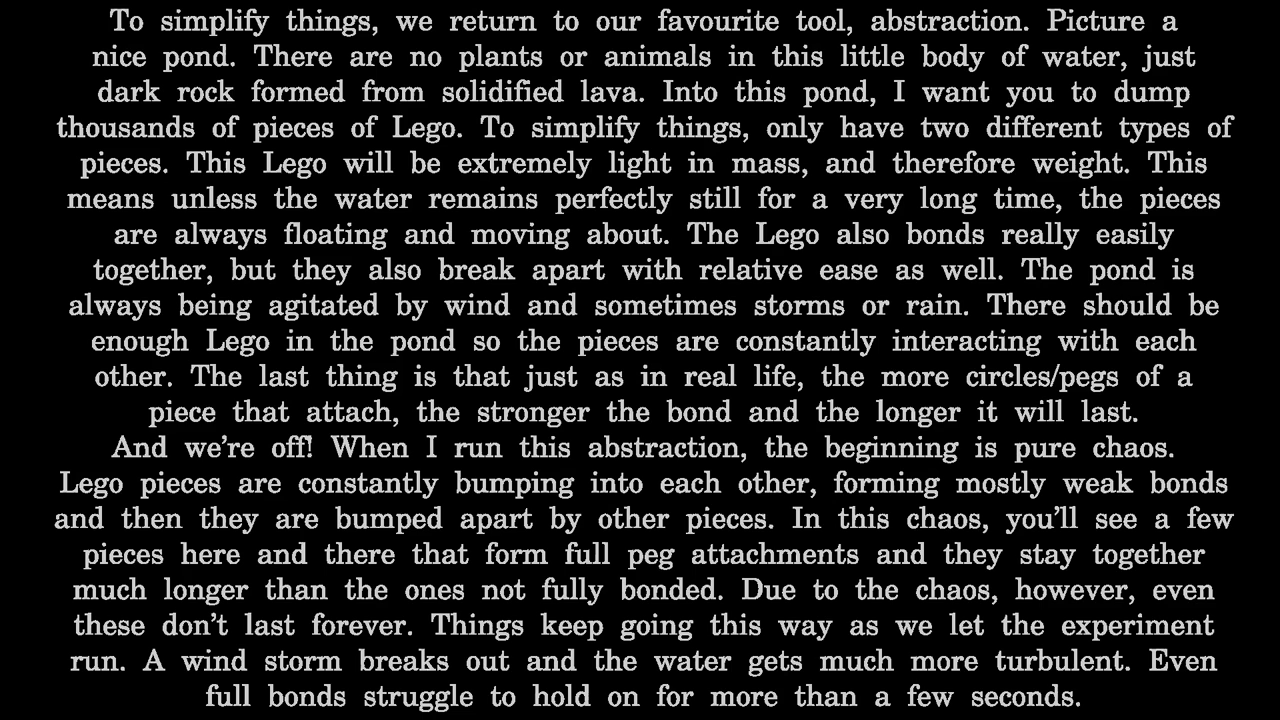 To simplify things, we return to our favourite tool, abstraction. Picture a
nice pond. There are no plants or animals in this little body of water, just
dark rock formed from solidified lava. Into this pond, I want you to dump
thousands of pieces of Lego. To simplify things, only have two different types of
pieces. This Lego will be extremely light in mass, and therefore weight. This
means unless the water remains perfectly still for a very long time, the pieces
are always floating and moving about. The Lego also bonds really easily
together, but they also break apart with relative ease as well. The pond is
always being agitated by wind and sometimes storms or rain. There should be
enough Lego in the pond so the pieces are constantly interacting with each
other. The last thing is that just as in real life, the more circles/pegs of a
piece that attach, the stronger the bond and the longer it will last.
And we're off! When I run this abstraction, the beginning is pure chaos.
Lego pieces are constantly bumping into each other, forming mostly weak bonds
and then they are bumped apart by other pieces. In this chaos, you'll see a few
pieces here and there that form full peg attachments and they stay together
much longer than the ones not fully bonded. Due to the chaos, however, even
these don't last forever. Things keep going this way as we let the experiment
run. A wind storm breaks out and the water gets much more turbulent. Even
full bonds struggle to hold on for more than a few seconds.